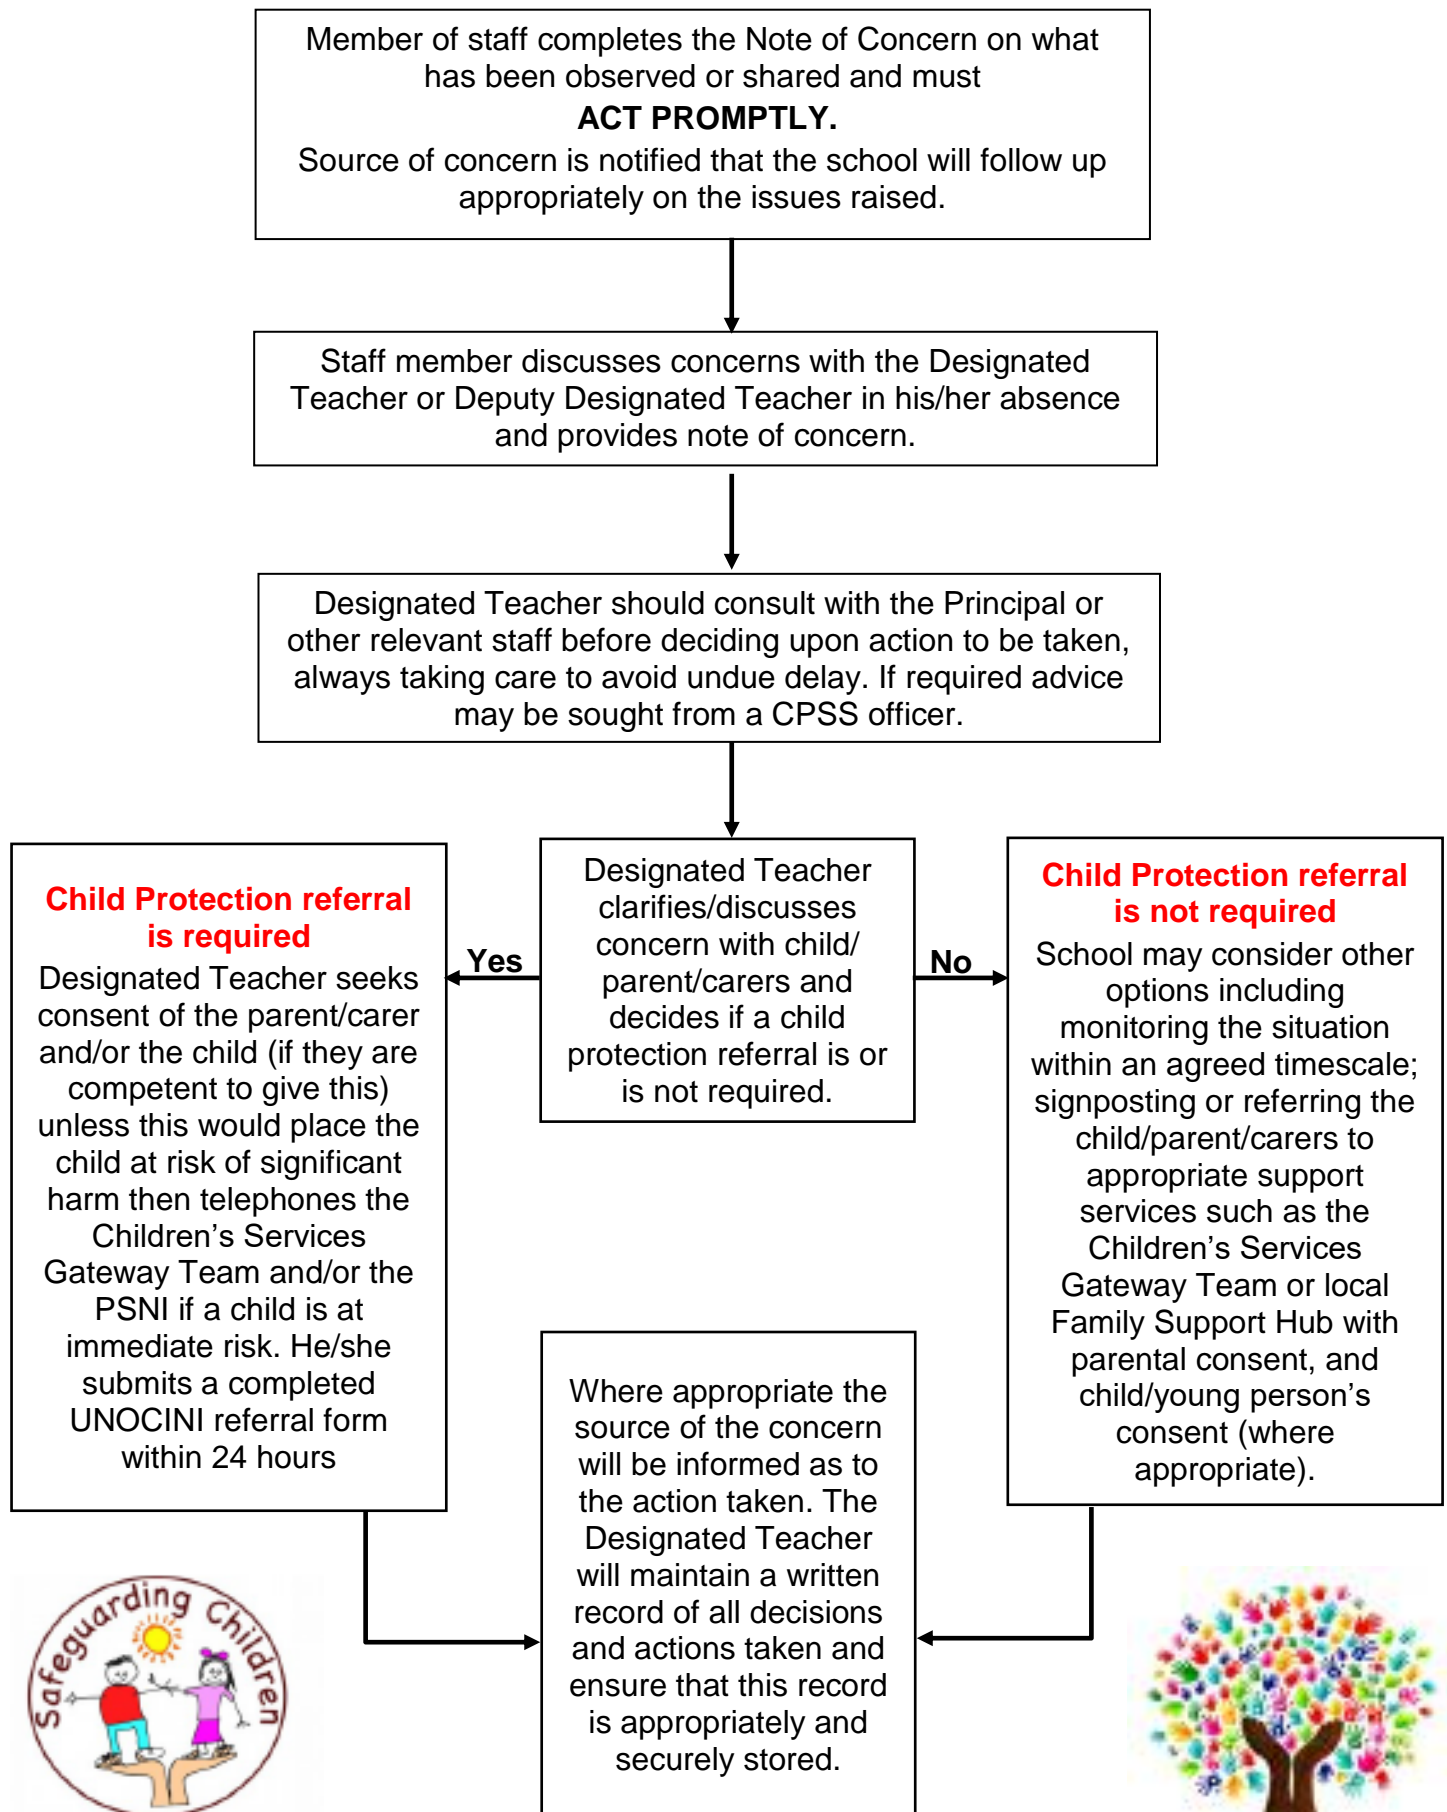 Member of staff completes the Note of Concern on what
has been observed or shared and must
ACT PROMPTLY.
Source of concern is notified that the school will follow up
appropriately on the issues raised.
Staff member discusses concerns with the Designated
Teacher or Deputy Designated Teacher in his/her absence
and provides note of concern.
Designated Teacher should consult with the Principal or
other relevant staff before deciding upon action to be taken,
always taking care to avoid undue delay. If required advice
may be sought from a CPSS officer.
Designated Teacher
clarifies/discusses
concern with child/
parent/carers and
decides if a child
protection referral is or
is not required.
Yes
Child Protection referral
is required
Designated Teacher seeks
consent of the parent/carer
and/or the child (if they are
competent to give this)
unless this would place the
child at risk of significant
harm then telephones the
Children’s Services
Gateway Team and/or the
PSNI if a child is at
immediate risk. He/she
submits a completed
UNOCINI referral form
within 24 hours
No
Child Protection referral
is not required
School may consider other
options including
monitoring the situation
within an agreed timescale;
signposting or referring the
child/parent/carers to
appropriate support
services such as the
Children’s Services
Gateway Team or local
Family Support Hub with
parental consent, and
child/young person’s
consent (where
appropriate).
Where appropriate the
source of the concern
will be informed as to
the action taken. The
Designated Teacher
will maintain a written
record of all decisions
and actions taken and
ensure that this record
is appropriately and
securely stored.
Safeguarding Children